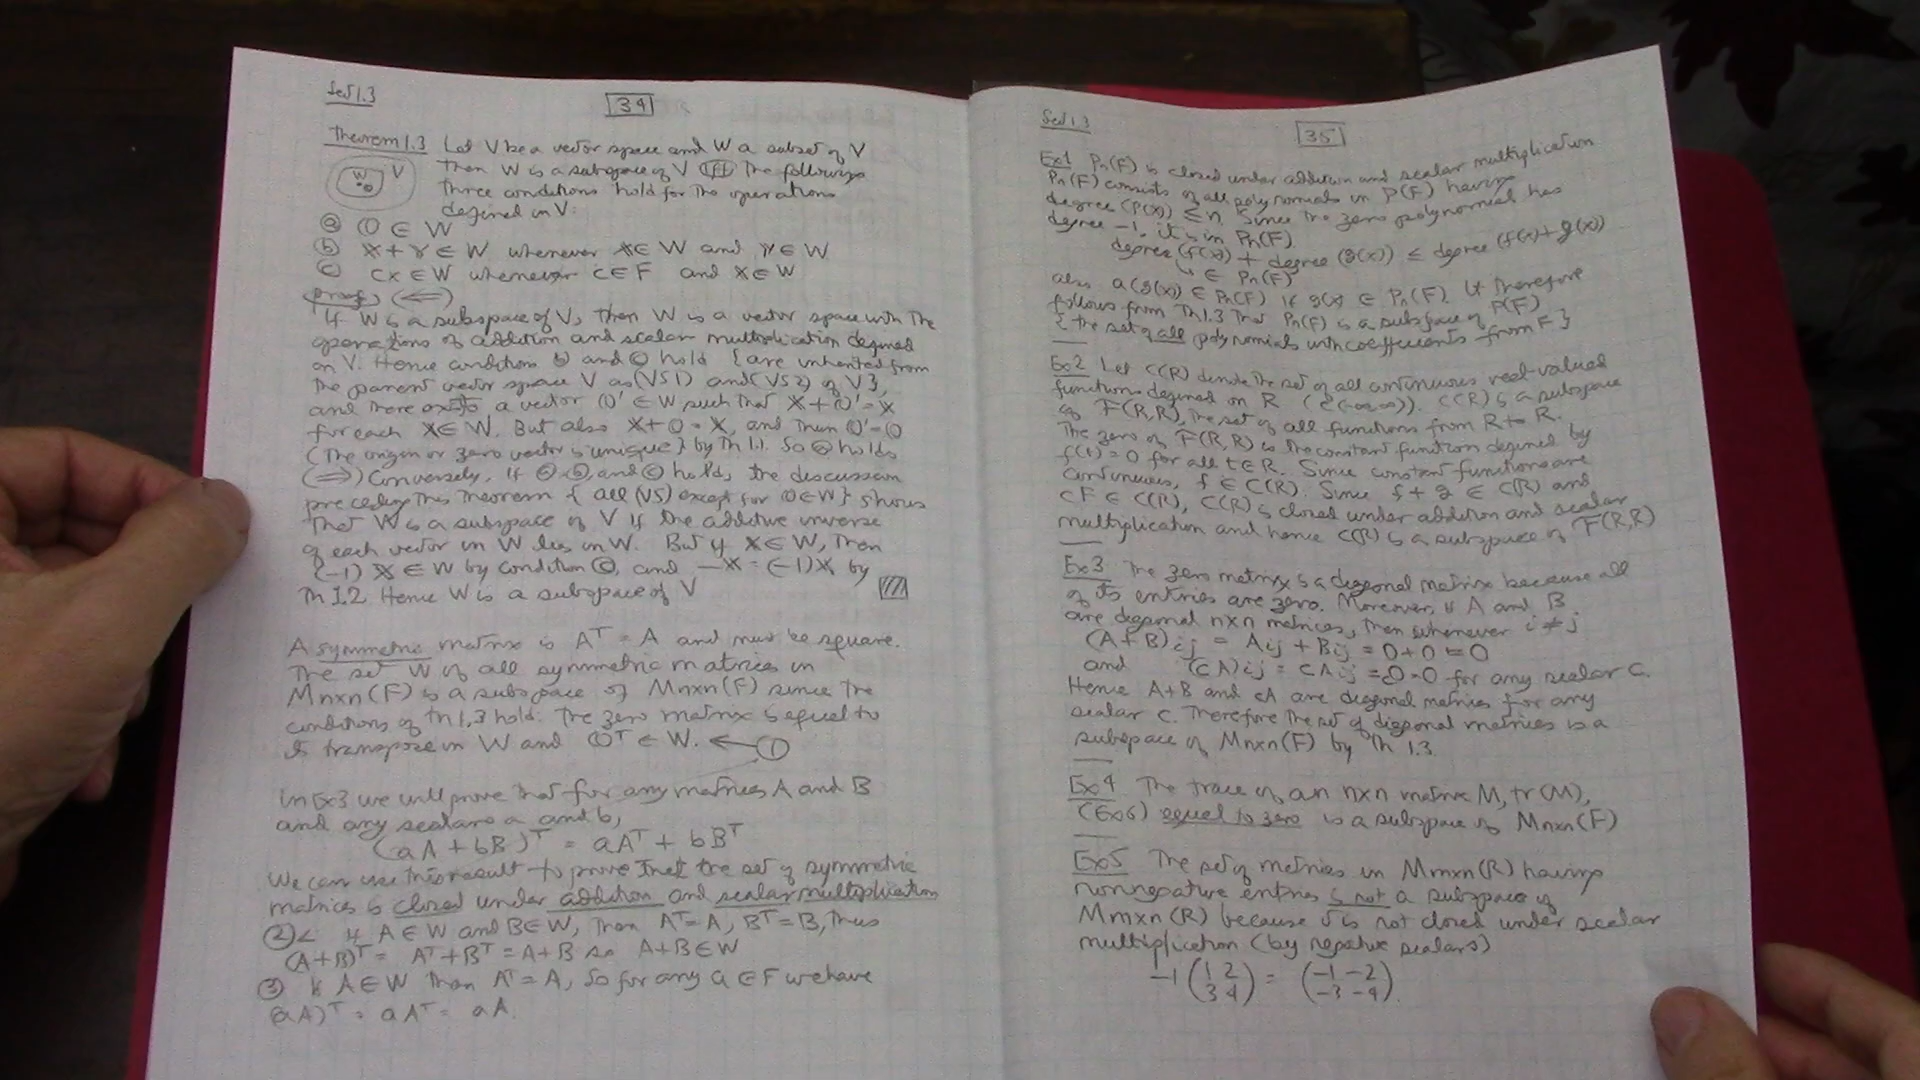 Sec 1.3
34
Theorem 1.3 Let V be a vector space and W a subset of V
Then W is a subspace of V iff The following
three conditions hold for the operations
defined in V.
W V
ⓐ 𝟘 ∈ W
ⓑ x + y ∈ W whenever x ∈ W and y ∈ W
ⓒ cx ∈ W whenever c ∈ F and x ∈ W
proof) (⇐)
If W is a subspace of V, then W is a vector space with the
operations of addition and scalar multiplication defined
on V. Hence conditions ⓑ and ⓒ hold {are inherited from
the parent vector space V as (VS1) and (VS2) of V},
and there exists a vector 𝟘' ∈ W such that x + 𝟘' = x
for each x ∈ W. But also x + 𝟘 = x, and Then 𝟘' = 𝟘
(The origin or zero vector is unique} by Th 1.1. So ⓐ holds
(⇒) Conversely, If ⓐ ⓑ and ⓒ holds, the discussion
preceding this Theorem { all (VS) except for 𝟘 ∈ W } shows
That W is a subspace of V if the additive inverse
of each vector in W lies in W. But if x ∈ W, Then
(-1) x ∈ W by condition ⓒ, and -x = (-1)x by
Th 1.2 Hence W is a subspace of V
A symmetric matrix is Aᵀ = A and must be square.
The set W of all symmetric matrices in
Mnxn(F) is a subspace of Mnxn(F) since the
conditions of th 1.3 hold: The zero matrix is equal to
its transpose in W and 𝟘ᵀ ∈ W. ← ①
In Ex3 we will prove that for any matrices A and B
and any scalars a and b,
(aA + bB)ᵀ = aAᵀ + bBᵀ
We can use this result to prove That the set of symmetric
matrices is closed under addition and scalar multiplication
② < If A ∈ W and B ∈ W, Then Aᵀ = A, Bᵀ = B, Thus
(A+B)ᵀ = Aᵀ + Bᵀ = A + B so A+B ∈ W
③ If A ∈ W Then Aᵀ = A, So for any a ∈ F we have
(aA)ᵀ = aAᵀ = aA.
Sec 1.3
35
Ex1 Pn(F) is closed under addition and scalar multiplication
Pn(F) consists of all polynomials in P(F) having
degree (P(x)) ≤ n. Since the zero polynomial has
degree -1, it is in Pn(F).
degree (f(x) + degree (g(x)) ≤ degree (f(x)+g(x))
↳ ∈ Pn(F)
also a(g(x)) ∈ Pn(F) If g(x) ∈ Pn(F). It Therefore
follows from Th 1.3 That Pn(F) is a subspace of P(F)
{ the set of all polynomials with coefficients from F }
Ex2 Let C(R) denote The set of all continuous real-valued
functions defined on R C(R) is a subspace
of F(R,R), The set of all functions from R to R.
The zero of F(R,R) is the constant function defined by
f(t) = 0 for all t ∈ R. Since constant functions are
continuous, f ∈ C(R). Since f + g ∈ C(R) and
cF ∈ C(R), C(R) is closed under addition and scalar
multiplication and hence C(R) is a subspace of F(R,R)
Ex3 The zero matrix is a diagonal matrix because all
of its entries are zero. Moreover, if A and B
are diagonal nxn matrices, Then whenever i ≠ j
(A+B)ij = Aij + Bij = 0+0 = 0
and (cA)ij = cAij = c0 = 0 for any scalar c.
Hence A+B and cA are diagonal matrices for any
scalar c. Therefore The set of diagonal matrices is a
subspace of Mnxn(F) by Th 1.3.
Ex4 The trace of an nxn matrix M, tr(M),
(Ex6) equal to zero is a subspace of Mnxn(F)
Ex5 The set of matrices in Mmxn(R) having
nonnegative entries is not a subspace of
Mmxn(R) because it is not closed under scalar
multiplication (by negative scalars)
-1 (1 2 = (-1 -2
3 4) -3 -4).